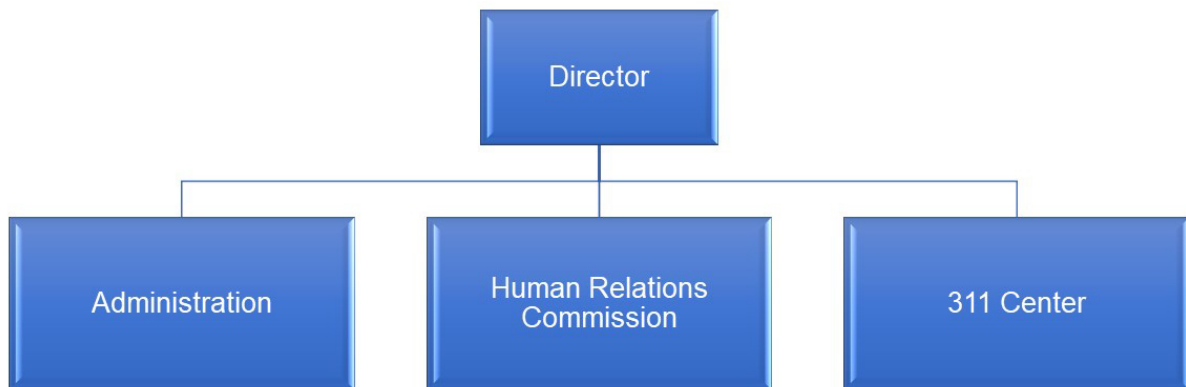 Director
Administration
Human Relations
Commission
311 Center